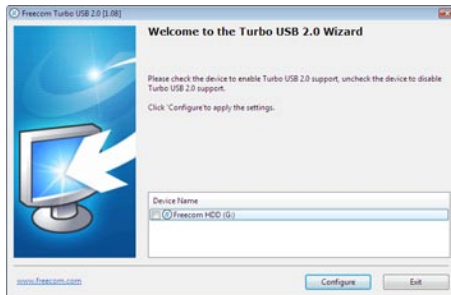 Freecom Turbo USB 2.0 [1.08]
Welcome to the Turbo USB 2.0 Wizard
Please check the device to enable Turbo USB 2.0 support, uncheck the device to disable
Turbo USB 2.0 support.
Click 'Configure' to apply the settings.
Device Name
Freecom HDD (G:)
www.freecom.com
Configure
Exit